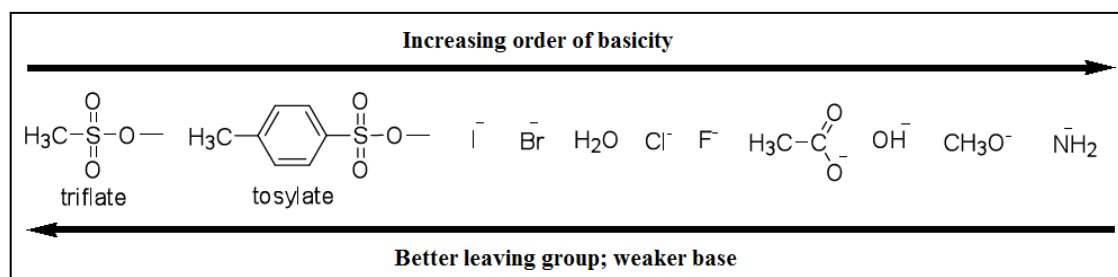 Increasing order of basicity
H₃C–S–O– O O H₃C S–O– O O I⁻ Br⁻ H₂O Cl⁻ F⁻ H₃C–C O O⁻ OH⁻ CH₃O⁻ NH₂⁻
triflate tosylate
Better leaving group; weaker base